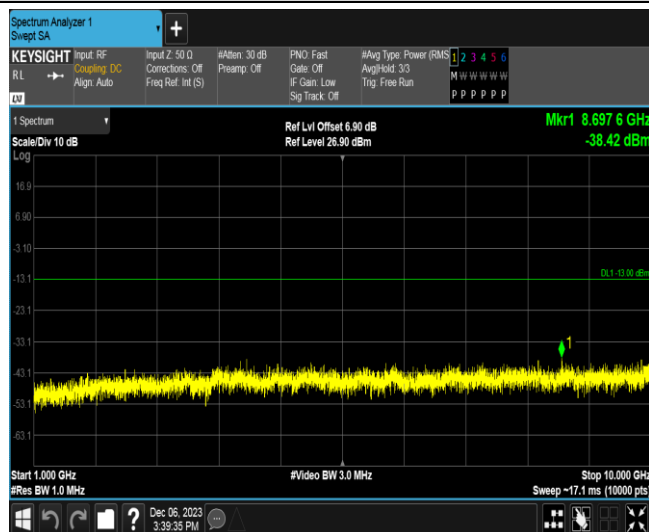 Spectrum Analyzer 1
Swept SA
+
KEYSIGHT
RL
LXI
Input: RF
Coupling: DC
Align: Auto
Input Z: 50 Ω
Corrections: Off
Freq Ref: Int (S)
#Atten: 30 dB
Preamp: Off
PNO: Fast
Gate: Off
IF Gain: Low
Sig Track: Off
#Avg Type: Power (RMS
Avg|Hold: 3/3
Trig: Free Run
1 2 3 4 5 6
M W W W W W
P P P P P P
1 Spectrum
Scale/Div 10 dB
Log
Ref Lvl Offset 6.90 dB
Ref Level 26.90 dBm
Mkr1 8.697 6 GHz
-38.42 dBm
16.9
6.90
-3.10
-13.1
DL1 -13.00 dBm
-23.1
-33.1
1
-43.1
-53.1
-63.1
Start 1.000 GHz
#Res BW 1.0 MHz
#Video BW 3.0 MHz
Stop 10.000 GHz
Sweep ~17.1 ms (10000 pts)
?
Dec 06, 2023
3:39:35 PM